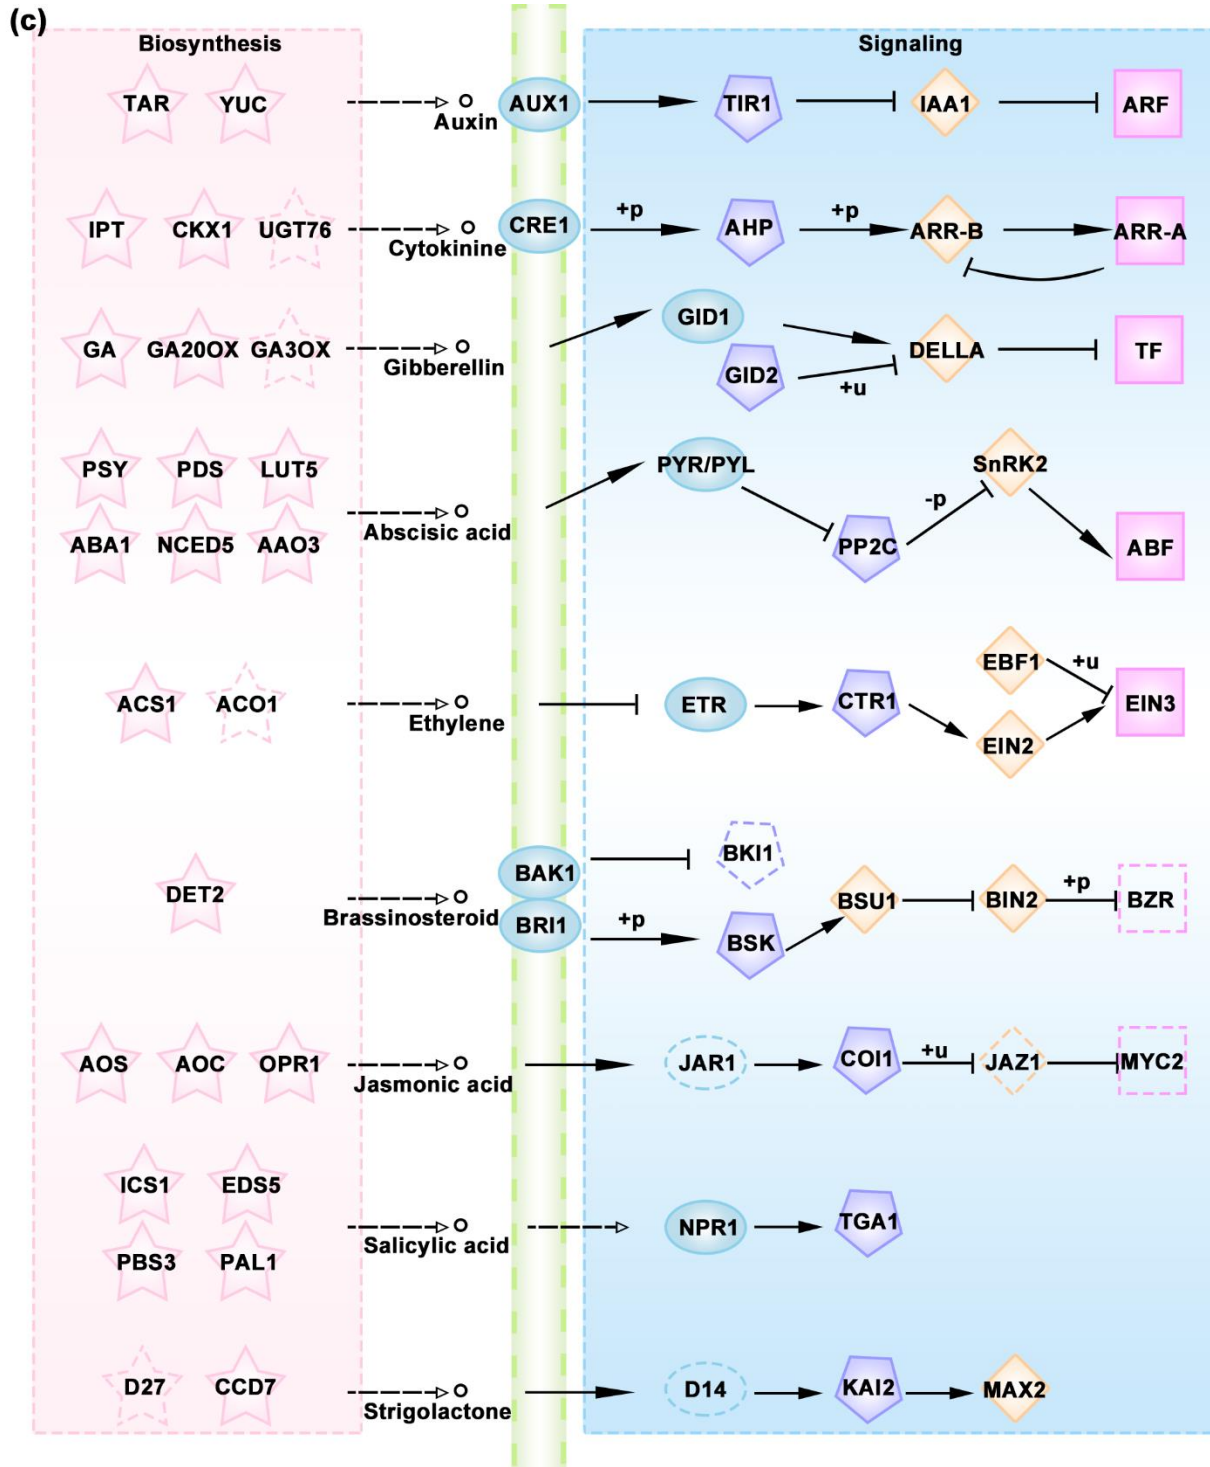 (c)
Biosynthesis
Signaling
TAR YUC
Auxin
AUX1 TIR1 IAA1 ARF
IPT CKX1 UGT76
Cytokinine
CRE1 +p AHP +p ARR-B ARR-A
GA GA20OX GA3OX
Gibberellin
GID1
GID2 +u
DELLA TF
PSY PDS LUT5
ABA1 NCED5 AAO3
Abscisic acid
PYR/PYL
PP2C -p
SnRK2
ABF
ACS1 ACO1
Ethylene
ETR CTR1
EBF1 +u
EIN2
EIN3
DET2
Brassinosteroid
BAK1 BKI1
BRI1 +p BSK
BSU1 BIN2 +p BZR
AOS AOC OPR1
Jasmonic acid
JAR1 COI1 +u JAZ1 MYC2
ICS1 EDS5
PBS3 PAL1
Salicylic acid
NPR1 TGA1
D27 CCD7
Strigolactone
D14 KAI2 MAX2